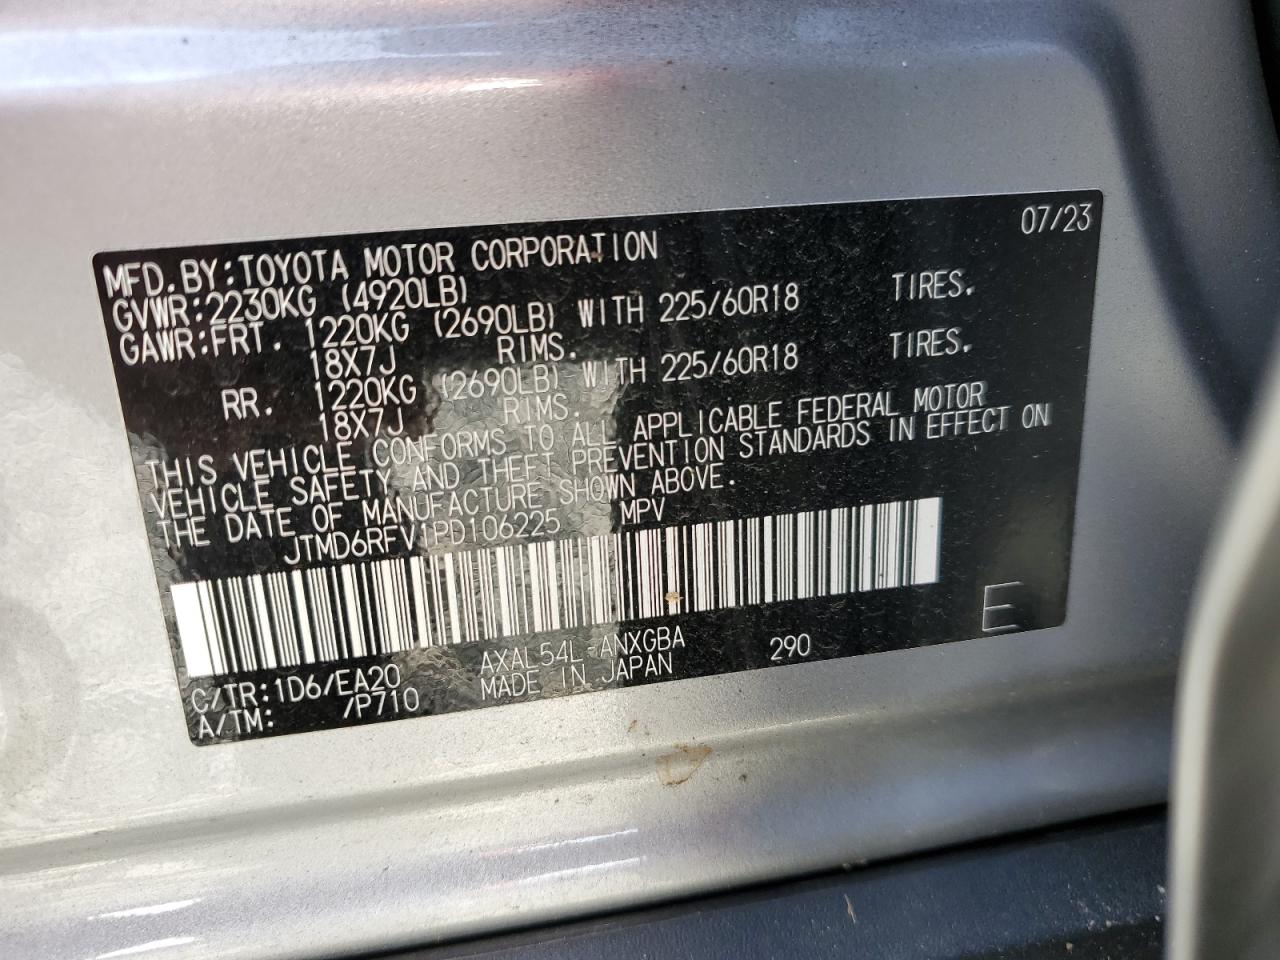 07/23
MFD.BY:TOYOTA MOTOR CORPORATION
GVWR:2230KG (4920LB)
GAWR:FRT. 1220KG (2690LB) WITH 225/60R18 TIRES.
18X7J RIMS.
RR. 1220KG (2690LB) WITH 225/60R18 TIRES.
18X7J RIMS.
THIS VEHICLE CONFORMS TO ALL APPLICABLE FEDERAL MOTOR
VEHICLE SAFETY AND THEFT PREVENTION STANDARDS IN EFFECT ON
THE DATE OF MANUFACTURE SHOWN ABOVE.
JTMD6RFV1PD106225 MPV
E
C/TR:1D6/EA20 AXAL54L-ANXGBA 290
A/TM: /P710 MADE IN JAPAN